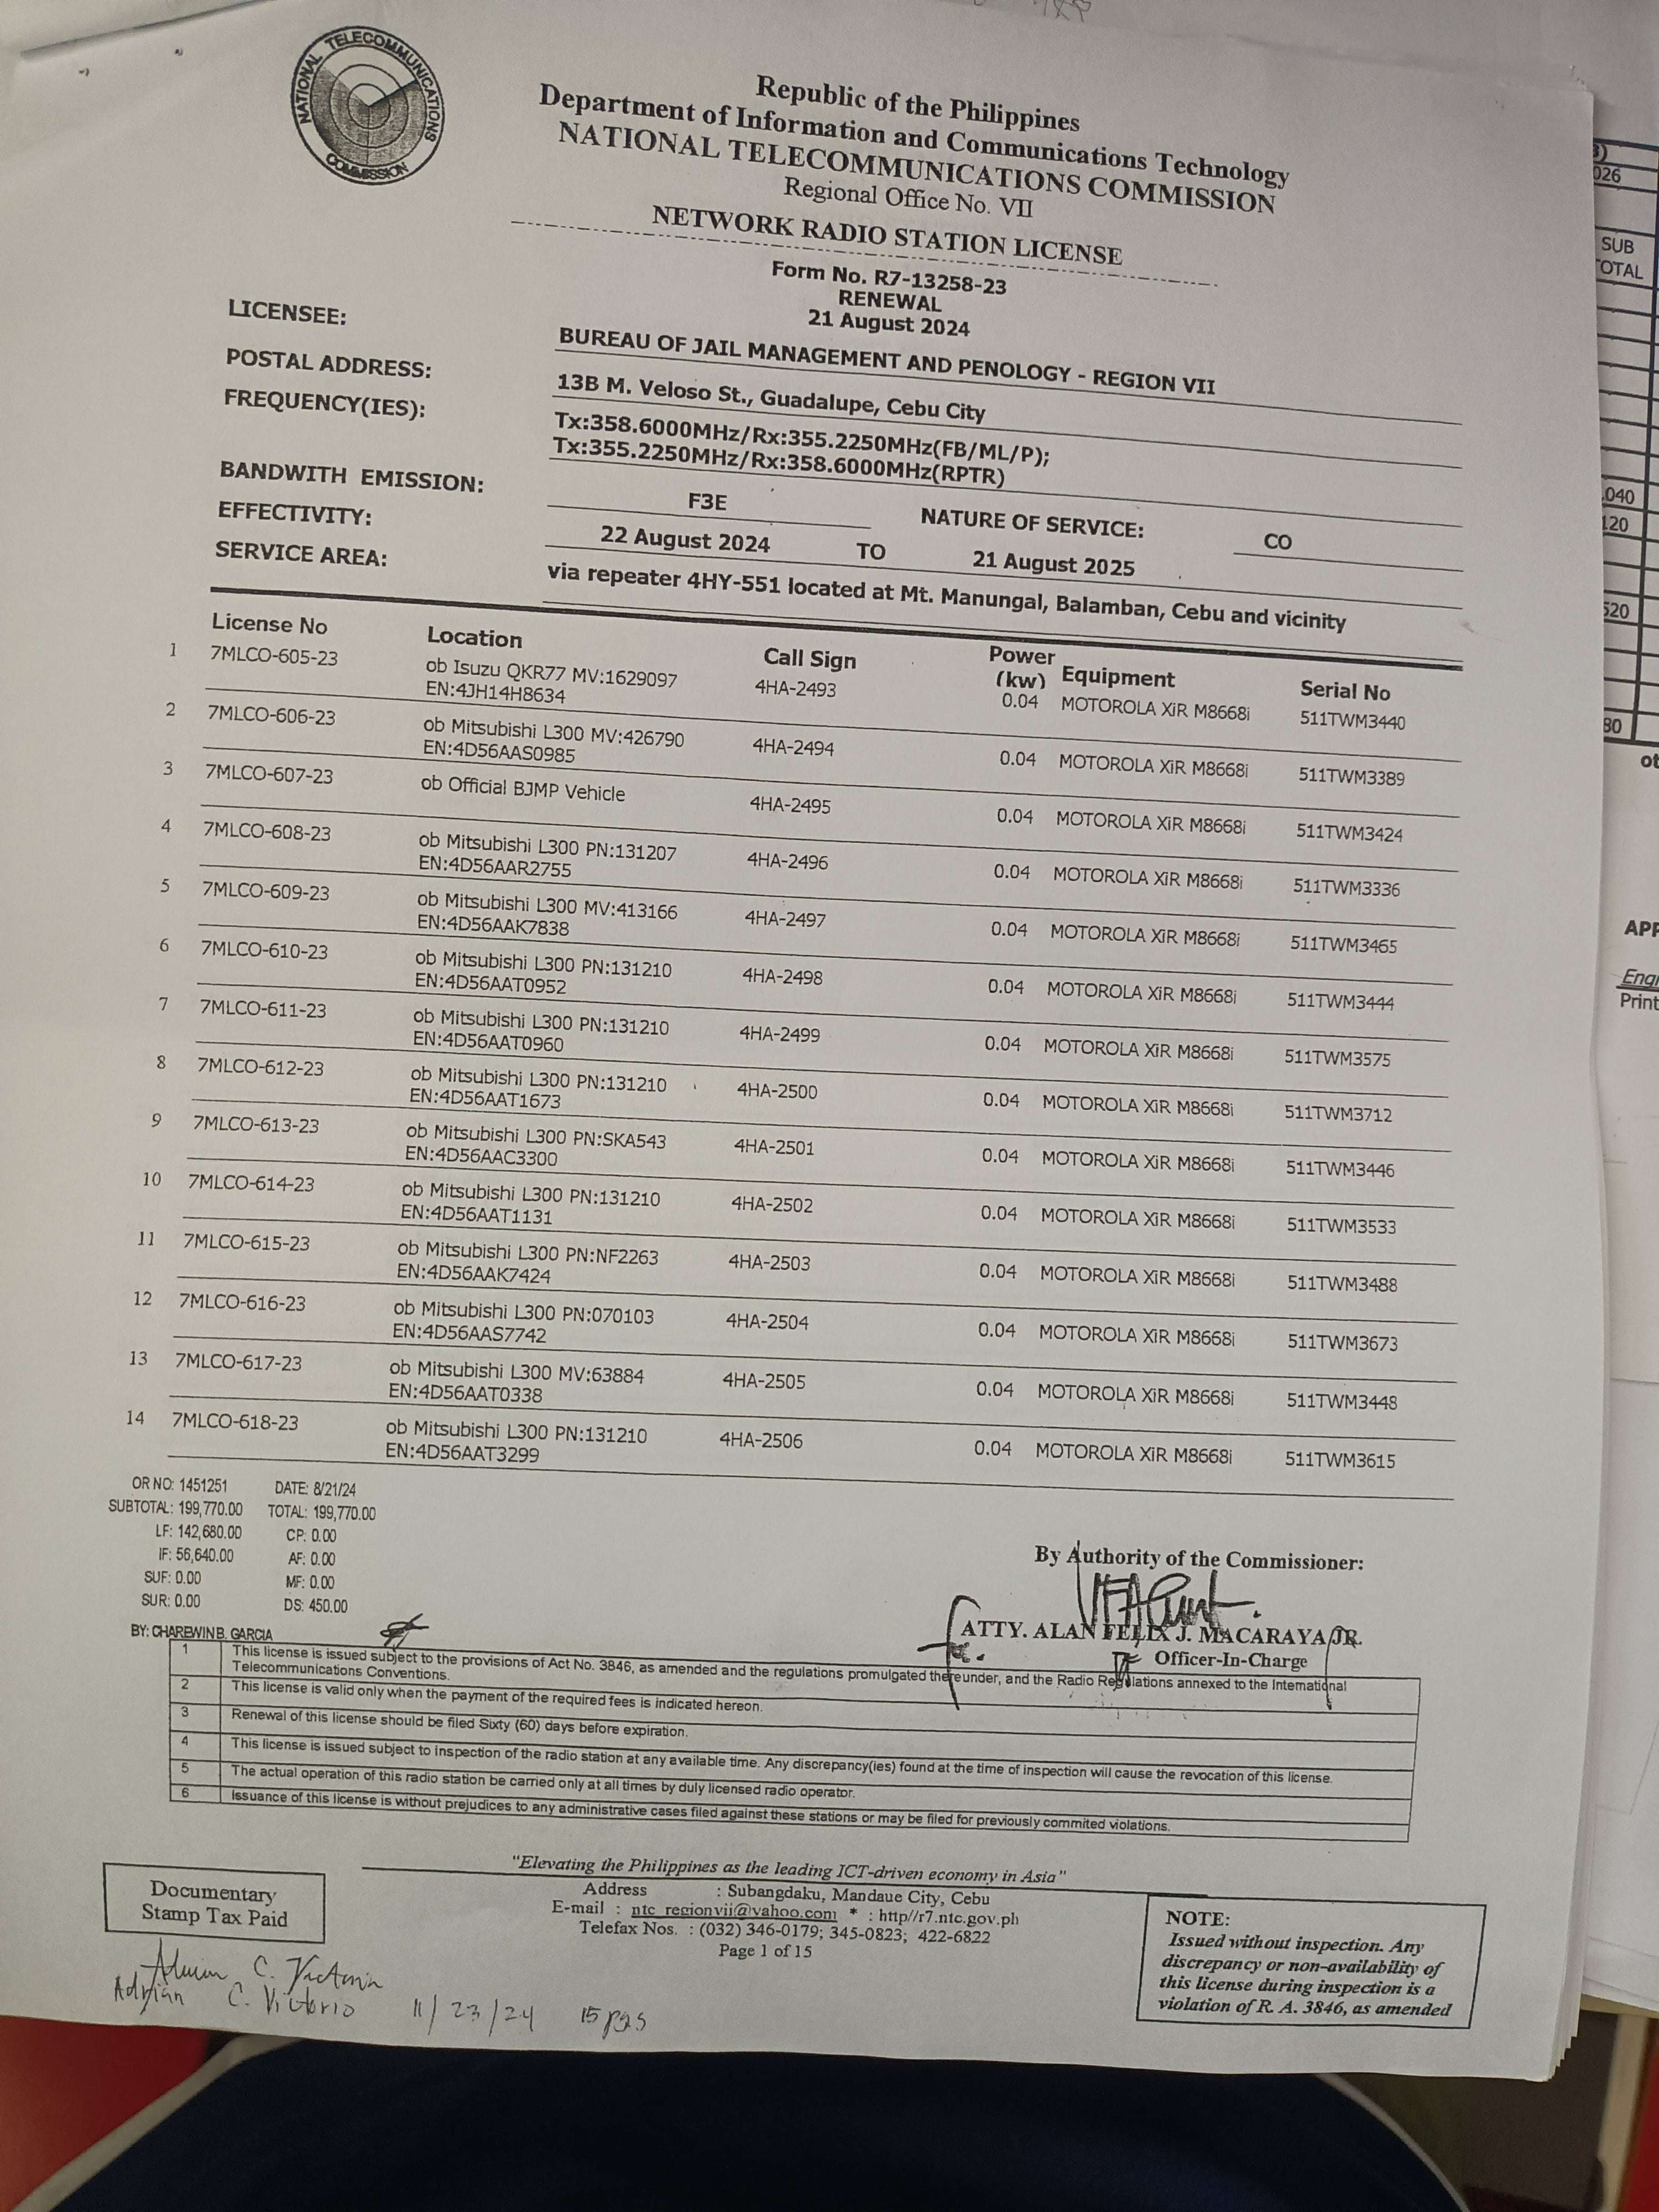 NATIONAL TELECOMMUNICATIONS COMMISSION
Republic of the Philippines
Department of Information and Communications Technology
NATIONAL TELECOMMUNICATIONS COMMISSION
Regional Office No. VII
NETWORK RADIO STATION LICENSE
Form No. R7-13258-23
RENEWAL
21 August 2024
LICENSEE: BUREAU OF JAIL MANAGEMENT AND PENOLOGY - REGION VII
POSTAL ADDRESS: 13B M. Veloso St., Guadalupe, Cebu City
FREQUENCY(IES): Tx:358.6000MHz/Rx:355.2250MHz(FB/ML/P);
Tx:355.2250MHz/Rx:358.6000MHz(RPTR)
BANDWITH EMISSION: F3E NATURE OF SERVICE: CO
EFFECTIVITY: 22 August 2024 TO 21 August 2025
SERVICE AREA: via repeater 4HY-551 located at Mt. Manungal, Balamban, Cebu and vicinity
License No Location Call Sign Power (kw) Equipment Serial No
1 7MLCO-605-23 ob Isuzu QKR77 MV:1629097 4HA-2493 0.04 MOTOROLA XiR M8668i 511TWM3440
EN:4JH14H8634
2 7MLCO-606-23 ob Mitsubishi L300 MV:426790 4HA-2494 0.04 MOTOROLA XiR M8668i 511TWM3389
EN:4D56AAS0985
3 7MLCO-607-23 ob Official BJMP Vehicle 4HA-2495 0.04 MOTOROLA XiR M8668i 511TWM3424
4 7MLCO-608-23 ob Mitsubishi L300 PN:131207 4HA-2496 0.04 MOTOROLA XiR M8668i 511TWM3336
EN:4D56AAR2755
5 7MLCO-609-23 ob Mitsubishi L300 MV:413166 4HA-2497 0.04 MOTOROLA XiR M8668i 511TWM3465
EN:4D56AAK7838
6 7MLCO-610-23 ob Mitsubishi L300 PN:131210 4HA-2498 0.04 MOTOROLA XiR M8668i 511TWM3444
EN:4D56AAT0952
7 7MLCO-611-23 ob Mitsubishi L300 PN:131210 4HA-2499 0.04 MOTOROLA XiR M8668i 511TWM3575
EN:4D56AAT0960
8 7MLCO-612-23 ob Mitsubishi L300 PN:131210 4HA-2500 0.04 MOTOROLA XiR M8668i 511TWM3712
EN:4D56AAT1673
9 7MLCO-613-23 ob Mitsubishi L300 PN:SKA543 4HA-2501 0.04 MOTOROLA XiR M8668i 511TWM3446
EN:4D56AAC3300
10 7MLCO-614-23 ob Mitsubishi L300 PN:131210 4HA-2502 0.04 MOTOROLA XiR M8668i 511TWM3533
EN:4D56AAT1131
11 7MLCO-615-23 ob Mitsubishi L300 PN:NF2263 4HA-2503 0.04 MOTOROLA XiR M8668i 511TWM3488
EN:4D56AAK7424
12 7MLCO-616-23 ob Mitsubishi L300 PN:070103 4HA-2504 0.04 MOTOROLA XiR M8668i 511TWM3673
EN:4D56AAS7742
13 7MLCO-617-23 ob Mitsubishi L300 MV:63884 4HA-2505 0.04 MOTOROLA XiR M8668i 511TWM3448
EN:4D56AAT0338
14 7MLCO-618-23 ob Mitsubishi L300 PN:131210 4HA-2506 0.04 MOTOROLA XiR M8668i 511TWM3615
EN:4D56AAT3299
OR NO: 1451251 DATE: 8/21/24
SUBTOTAL: 199,770.00 TOTAL: 199,770.00
LF: 142,680.00 CP: 0.00
IF: 56,640.00 AF: 0.00
SUF: 0.00 MF: 0.00
SUR: 0.00 DS: 450.00
BY: CHAREWIN B. GARCIA
By Authority of the Commissioner:
ATTY. ALAN FELIX J. MACARAYA, JR.
Officer-In-Charge
1 This license is issued subject to the provisions of Act No. 3846, as amended and the regulations promulgated thereunder, and the Radio Regulations annexed to the International
Telecommunications Conventions.
2 This license is valid only when the payment of the required fees is indicated hereon.
3 Renewal of this license should be filed Sixty (60) days before expiration.
4 This license is issued subject to inspection of the radio station at any available time. Any discrepancy(ies) found at the time of inspection will cause the revocation of this license.
5 The actual operation of this radio station be carried only at all times by duly licensed radio operator.
6 Issuance of this license is without prejudices to any administrative cases filed against these stations or may be filed for previously commited violations.
"Elevating the Philippines as the leading ICT-driven economy in Asia"
Address : Subangdaku, Mandaue City, Cebu
E-mail : ntc_regionvii@yahoo.com * : http//r7.ntc.gov.ph
Telefax Nos. : (032) 346-0179; 345-0823; 422-6822
Page 1 of 15
Documentary
Stamp Tax Paid
NOTE:
Issued without inspection. Any
discrepancy or non-availability of
this license during inspection is a
violation of R. A. 3846, as amended
Adrian C. Victorio 11/23/24 15 pgs
026
SUB
TOTAL
040
120
520
80
APP
Print